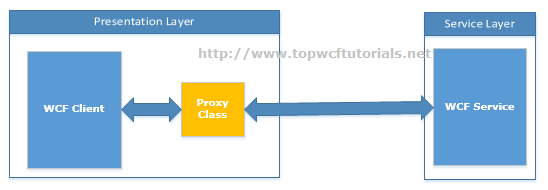 Presentation Layer
Service Layer
http://www.topwcftutorials.net
WCF Client
Proxy
Class
WCF Service